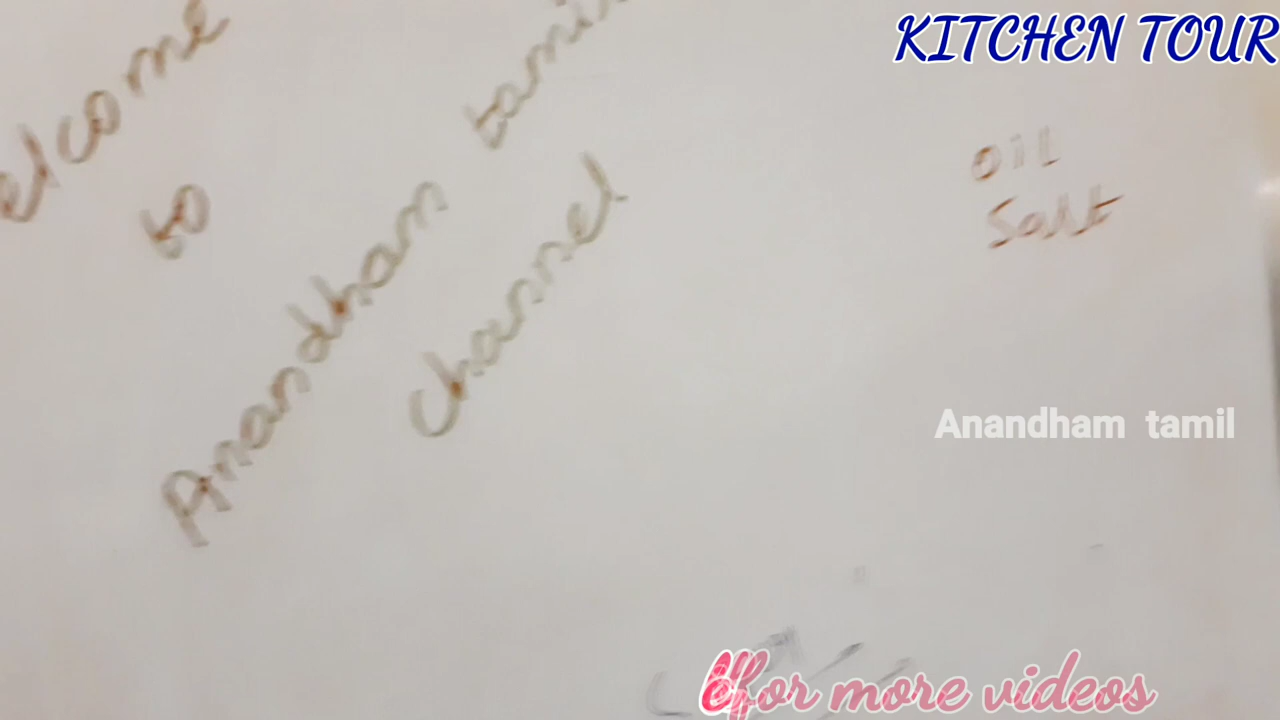 KITCHEN TOUR
elcome
to
Anandham tami
Channel
OIL
Salt
Anandham tamil
for more videos